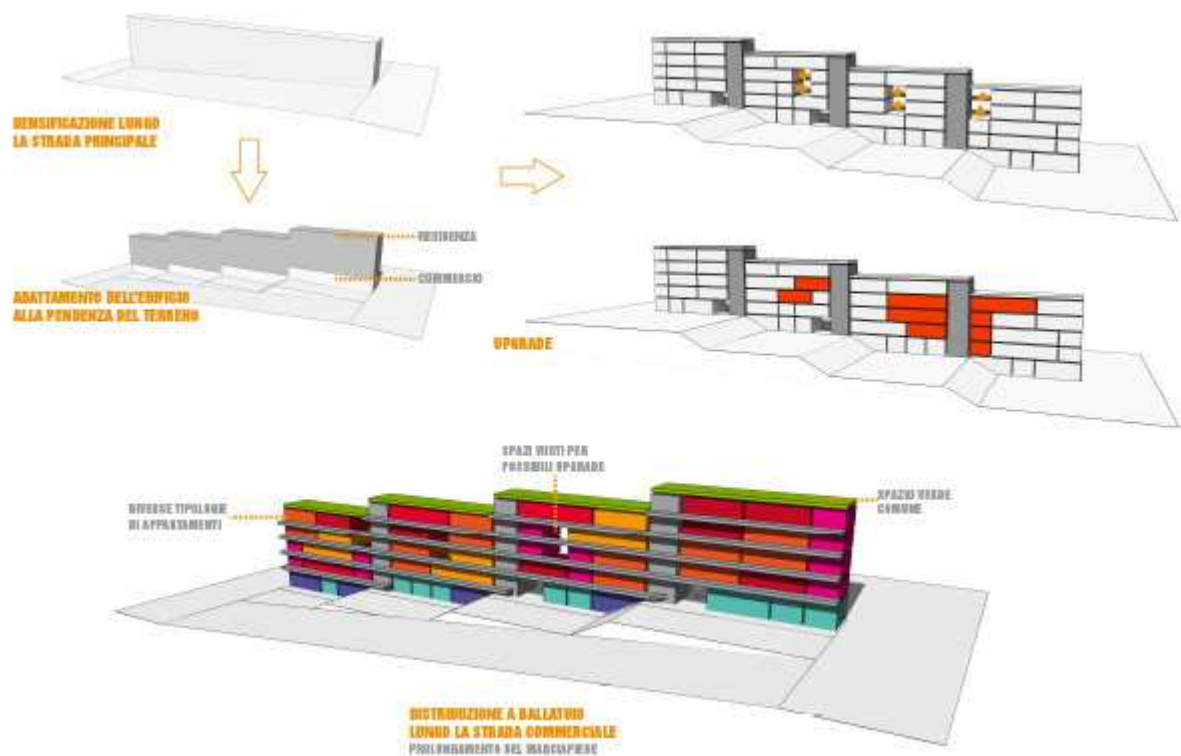 DENSIFICAZIONE LUNGO
LA STRADA PRINCIPALE
RESIDENZA
COMMERCIO
ADATTAMENTO DELL'EDIFICIO
ALLA PENDENZA DEL TERRENO
UPGRADE
SPAZI VUOTI PER
POSSIBILI UPGRADE
DIVERSE TIPOLOGIE
DI APPARTAMENTI
SPAZIO VERDE
COMUNE
DISTRIBUZIONE A BALLATOIO
LUNGO LA STRADA COMMERCIALE
PROLUNGAMENTO DEL MARCIAPIEDE